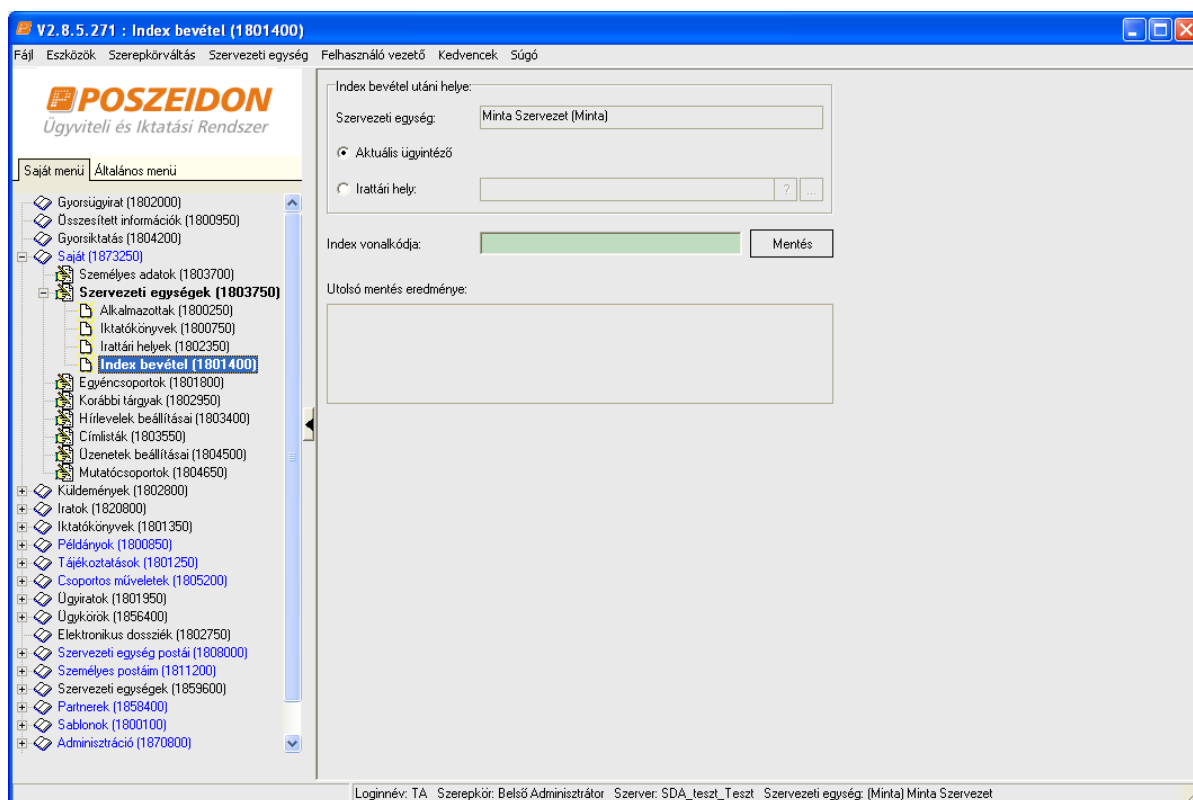 V2.8.5.271 : Index bevétel (1801400)
Fájl Eszközök Szerepkörváltás Szervezeti egység Felhasználó vezető Kedvencek Súgó
POSZEIDON
Ügyviteli és Iktatási Rendszer
Saját menü Általános menü
Gyorsügyirat (1802000)
Összesített információk (1800950)
Gyorsiktatás (1804200)
Saját (1873250)
Személyes adatok (1803700)
Szervezeti egységek (1803750)
Alkalmazottak (1800250)
Iktatókönyvek (1800750)
Irattári helyek (1802350)
Index bevétel (1801400)
Egyéncsoportok (1801800)
Korábbi tárgyak (1802950)
Hírlevelek beállításai (1803400)
Címlisták (1803550)
Üzenetek beállításai (1804500)
Mutatócsoportok (1804650)
Küldemények (1802800)
Iratok (1820800)
Iktatókönyvek (1801350)
Példányok (1800850)
Tájékoztatások (1801250)
Csoportos műveletek (1805200)
Ügyiratok (1801950)
Ügykörök (1856400)
Elektronikus dossziék (1802750)
Szervezeti egység postái (1808000)
Személyes postáim (1811200)
Szervezeti egységek (1859600)
Partnerek (1858400)
Sablonok (1800100)
Adminisztráció (1870800)
Index bevétel utáni helye:
Szervezeti egység: Minta Szervezet (Minta)
Aktuális ügyintéző
Irattári hely: ? ...
Index vonalkódja: Mentés
Utolsó mentés eredménye:
Loginnév: TA Szerepkör: Belső Adminisztrátor Szerver: SDA_teszt_Teszt Szervezeti egység: (Minta) Minta Szervezet